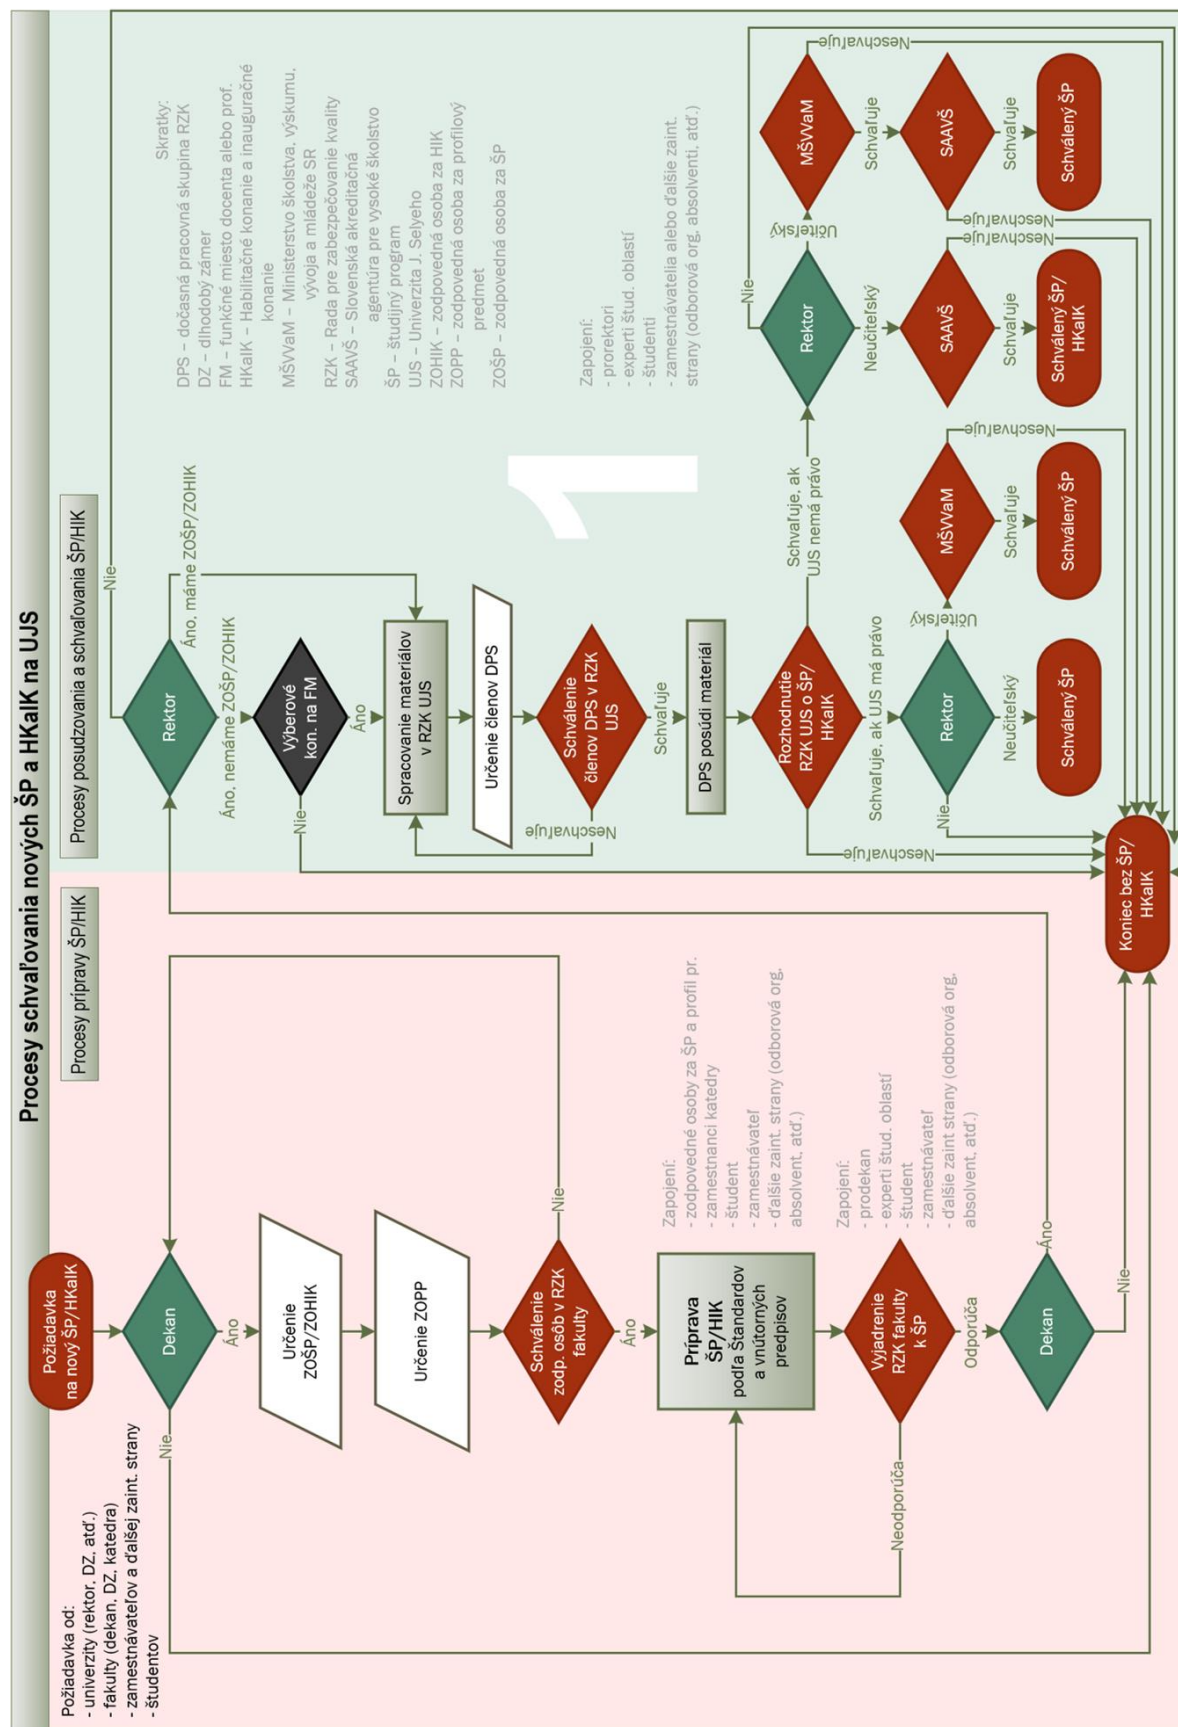 Procesy schvaľovania nových ŠP a HKaIK na UJS
Procesy prípravy ŠP/HIK
Požiadavka od:
- univerzity (rektor, DZ, atď.)
- fakulty (dekan, DZ, katedra)
- zamestnávateľov a ďalšej zaint. strany
- študentov
Požiadavka
na nový ŠP/HKaIK
Dekan
Nie
Áno
Určenie
ZOŠP/ZOHIK
Určenie ZOPP
Schválenie
zodp. osôb v RZK
fakulty
Nie
Áno
Príprava
ŠP/HIK
podľa Štandardov
a vnútorných
predpisov
Zapojení:
- zodpovedné osoby za ŠP a profil pr.
- zamestnanci katedry
- študent
- zamestnávateľ
- ďalšie zaint. strany (odborová org.
absolvent, atď.)
Vyjadrenie
RZK fakulty
k ŠP
Neodporúča
Odporúča
Zapojení:
- prodekan
- experti štud. oblastí
- študent
- zamestnávateľ
- ďalšie zaint strany (odborová org.
absolvent, atď.)
Dekan
Áno
Nie
Koniec bez ŠP/
HKaIK
Procesy posudzovania a schvaľovania ŠP/HIK
Rektor
Nie
Áno, máme ZOŠP/ZOHIK
Áno, nemáme ZOŠP/ZOHIK
Výberové
kon. na FM
Nie
Áno
Spracovanie materiálov
v RZK UJS
Určenie členov DPS
Schválenie
členov DPS v RZK
UJS
Neschvaľuje
Schvaľuje
DPS posúdi materiál
Rozhodnutie
RZK UJS o ŠP/
HKaIK
Neschvaľuje
Schvaľuje, ak UJS má právo
Schvaľuje, ak
UJS nemá právo
Rektor
Nie
Učiteľský
Neučiteľský
Schválený ŠP
MŠVVaM
Neschvaľuje
Schvaľuje
Schválený ŠP
Rektor
Nie
Učiteľský
Neučiteľský
SAAVŠ
Neschvaľuje
Schvaľuje
Schválený ŠP/
HKaIK
MŠVVaM
Neschvaľuje
Schvaľuje
SAAVŠ
Neschvaľuje
Schvaľuje
Schválený ŠP
Skratky:
DPS – dočasná pracovná skupina RZK
DZ – dlhodobý zámer
FM – funkčné miesto docenta alebo prof.
HKaIK – Habilitačné konanie a inauguračné
konanie
MŠVVaM – Ministerstvo školstva, výskumu,
vývoja a mládeže SR
RZK – Rada pre zabezpečovanie kvality
SAAVŠ – Slovenská akreditačná
agentúra pre vysoké školstvo
ŠP – študijný program
UJS – Univerzita J. Selyeho
ZOHIK – zodpovedná osoba za HIK
ZOPP – zodpovedná osoba za profilový
predmet
ZOŠP – zodpovedná osoba za ŠP
1
Zapojení:
- prorektori
- experti štud. oblastí
- študenti
- zamestnávatelia alebo ďalšie zaint.
strany (odborová org, absolventi, atď.)